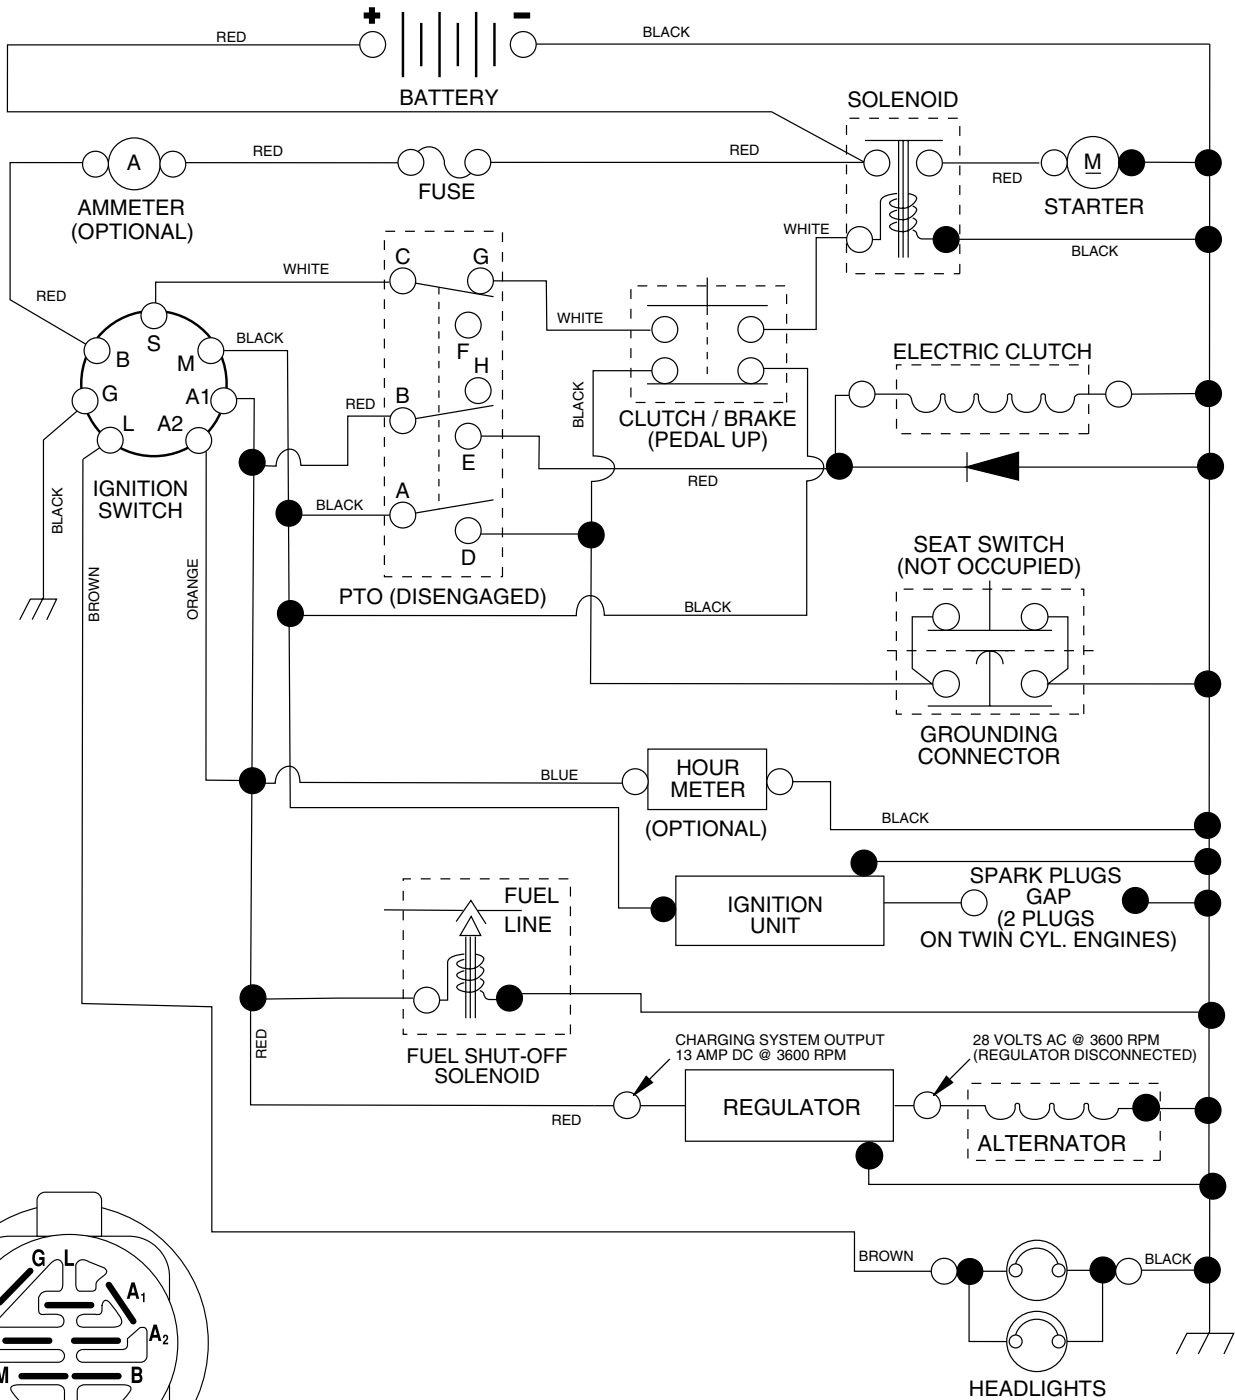 + −
RED
BLACK
BATTERY
SOLENOID
A
RED
RED
RED
M
FUSE
AMMETER
(OPTIONAL)
STARTER
WHITE
BLACK
C
G
WHITE
RED
WHITE
S
BLACK
F
B
M
H
ELECTRIC CLUTCH
G
A1
RED
B
BLACK
CLUTCH / BRAKE
(PEDAL UP)
L
A2
E
RED
IGNITION
SWITCH
BLACK
BLACK
A
D
SEAT SWITCH
(NOT OCCUPIED)
BROWN
ORANGE
PTO (DISENGAGED)
BLACK
GROUNDING
CONNECTOR
BLUE
HOUR
METER
(OPTIONAL)
BLACK
FUEL
LINE
IGNITION
UNIT
SPARK PLUGS
GAP
(2 PLUGS
ON TWIN CYL. ENGINES)
RED
FUEL SHUT-OFF
SOLENOID
CHARGING SYSTEM OUTPUT
13 AMP DC @ 3600 RPM
28 VOLTS AC @ 3600 RPM
(REGULATOR DISCONNECTED)
RED
REGULATOR
ALTERNATOR
BROWN
BLACK
G L
A1
A2
M
B
HEADLIGHTS